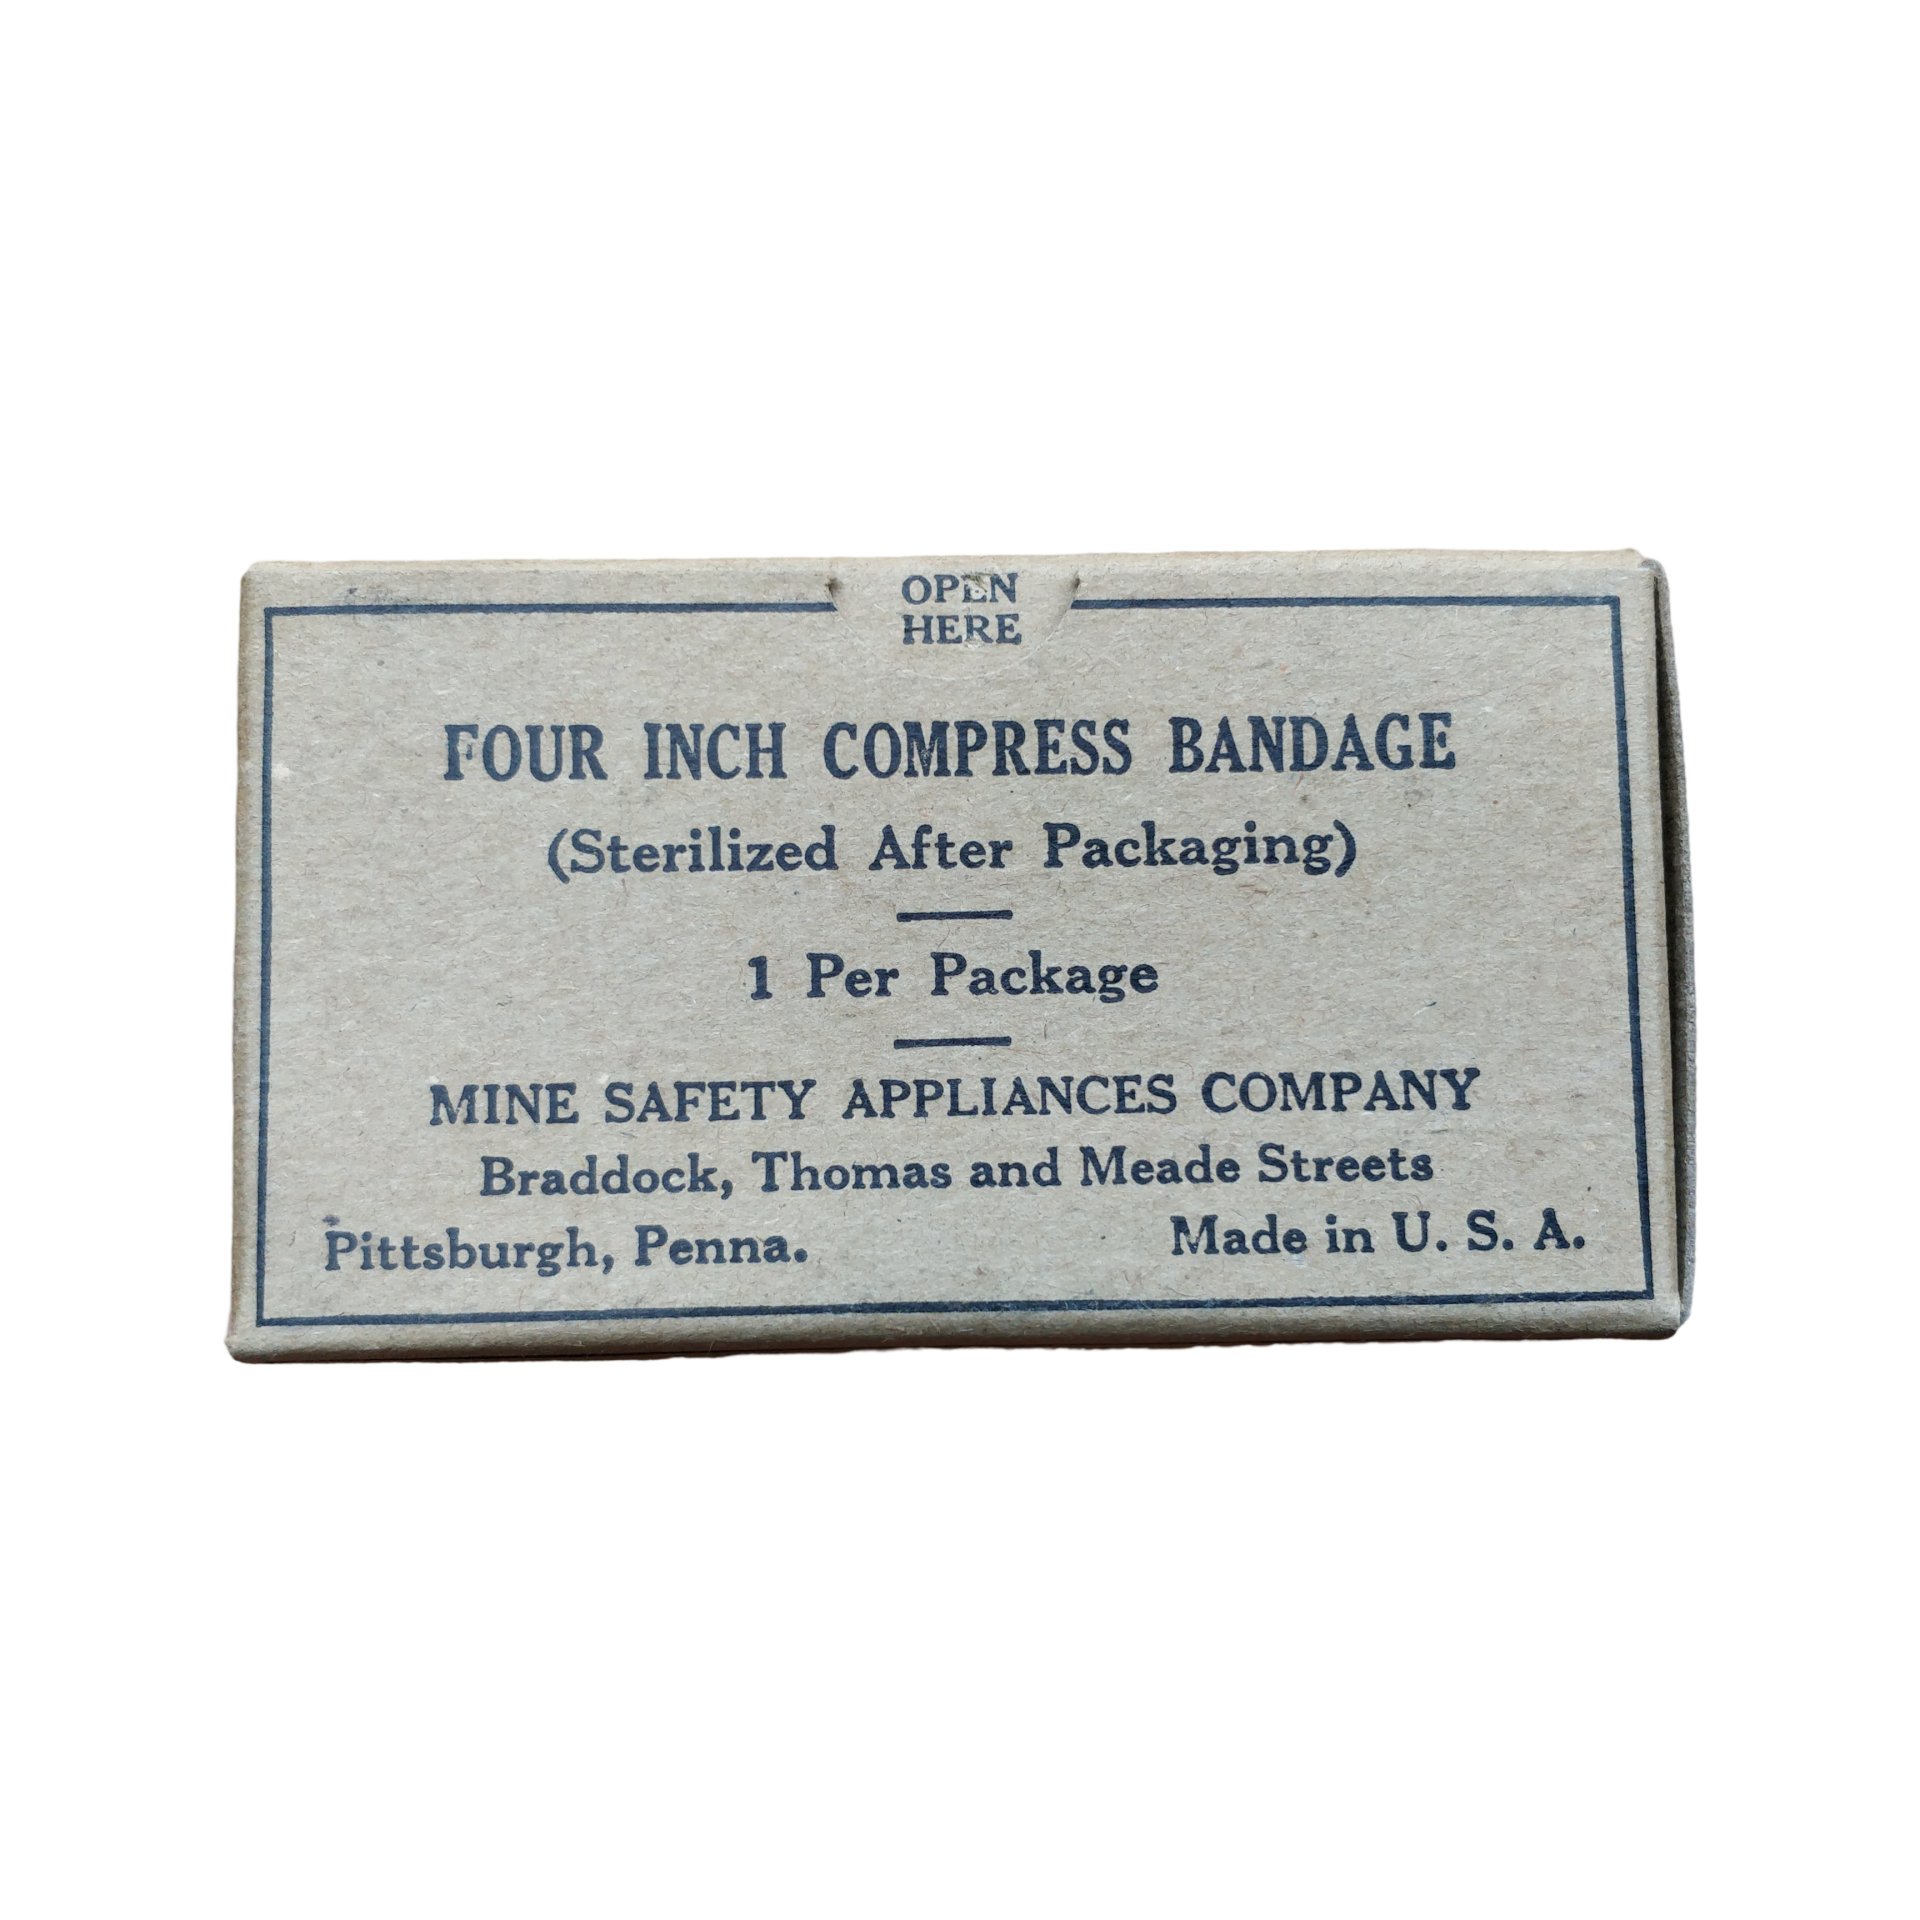 OPEN
HERE
FOUR INCH COMPRESS BANDAGE
(Sterilized After Packaging)
1 Per Package
MINE SAFETY APPLIANCES COMPANY
Braddock, Thomas and Meade Streets
Pittsburgh, Penna. Made in U. S. A.